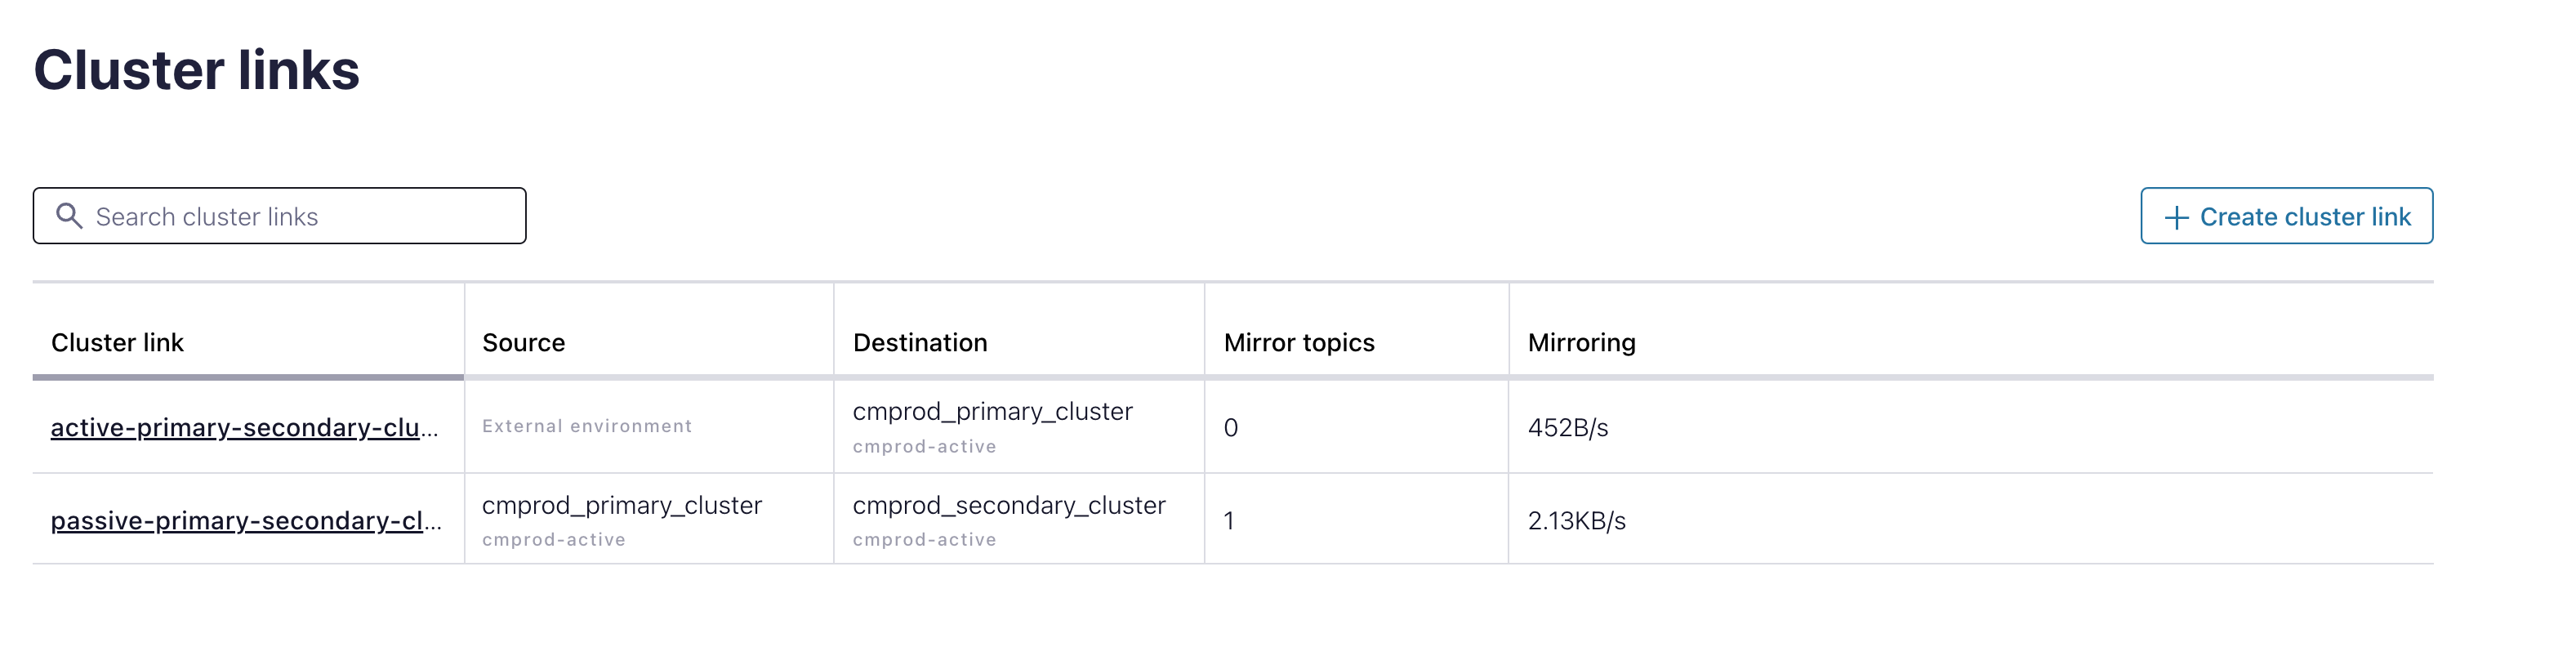 Cluster links
Search cluster links
+ Create cluster link
Cluster link Source Destination Mirror topics Mirroring
active-primary-secondary-clu... External environment cmprod_primary_cluster 0 452B/s
cmprod-active
passive-primary-secondary-cl... cmprod_primary_cluster cmprod_secondary_cluster 1 2.13KB/s
cmprod-active cmprod-active